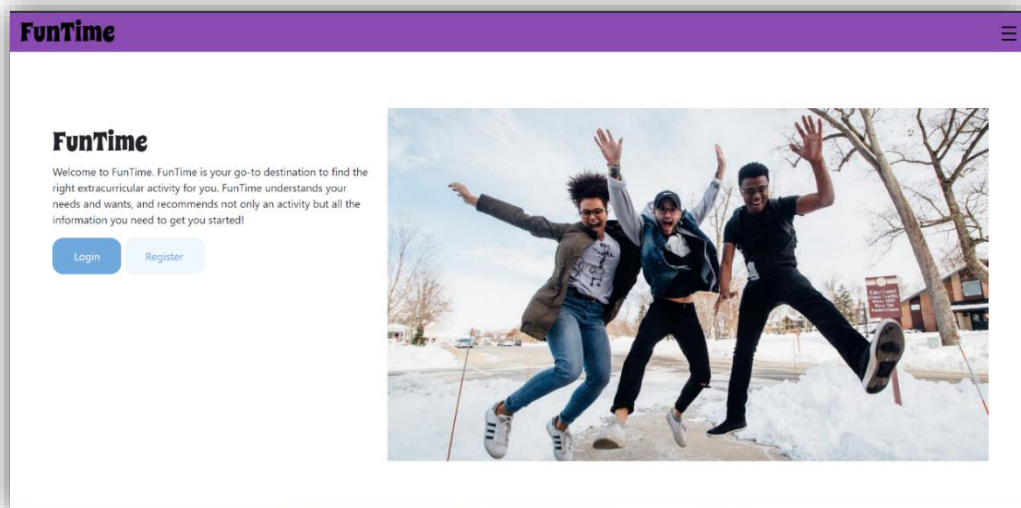 FunTime
FunTime
Welcome to FunTime. FunTime is your go-to destination to find the
right extracurricular activity for you. FunTime understands your
needs and wants, and recommends not only an activity but all the
information you need to get you started!
Login Register